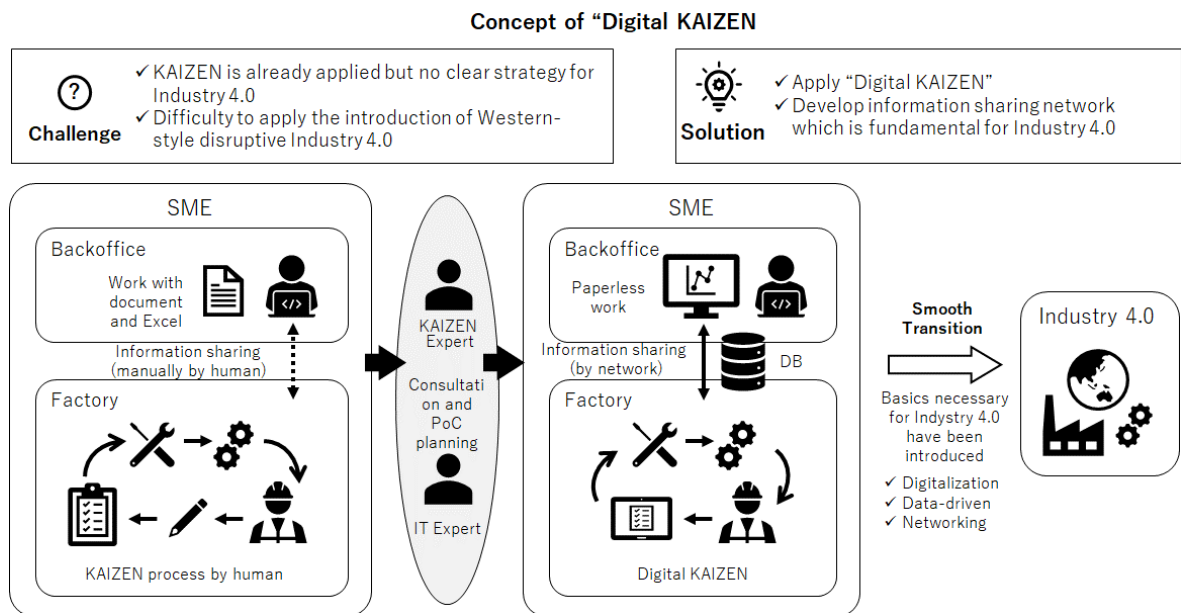 Concept of “Digital KAIZEN
?
Challenge
✓ KAIZEN is already applied but no clear strategy for
Industry 4.0
✓ Difficulty to apply the introduction of Western-
style disruptive Industry 4.0
Solution
✓ Apply “Digital KAIZEN”
✓ Develop information sharing network
which is fundamental for Industry 4.0
SME
Backoffice
Work with
document
and Excel
</>
Information sharing
(manually by human)
Factory
KAIZEN process by human
KAIZEN
Expert
Consultati
on and
PoC
planning
IT Expert
SME
Backoffice
Paperless
work
</>
Information sharing
(by network)
DB
Factory
Digital KAIZEN
Smooth
Transition
Basics necessary
for Indystry 4.0
have been
introduced
✓ Digitalization
✓ Data-driven
✓ Networking
Industry 4.0